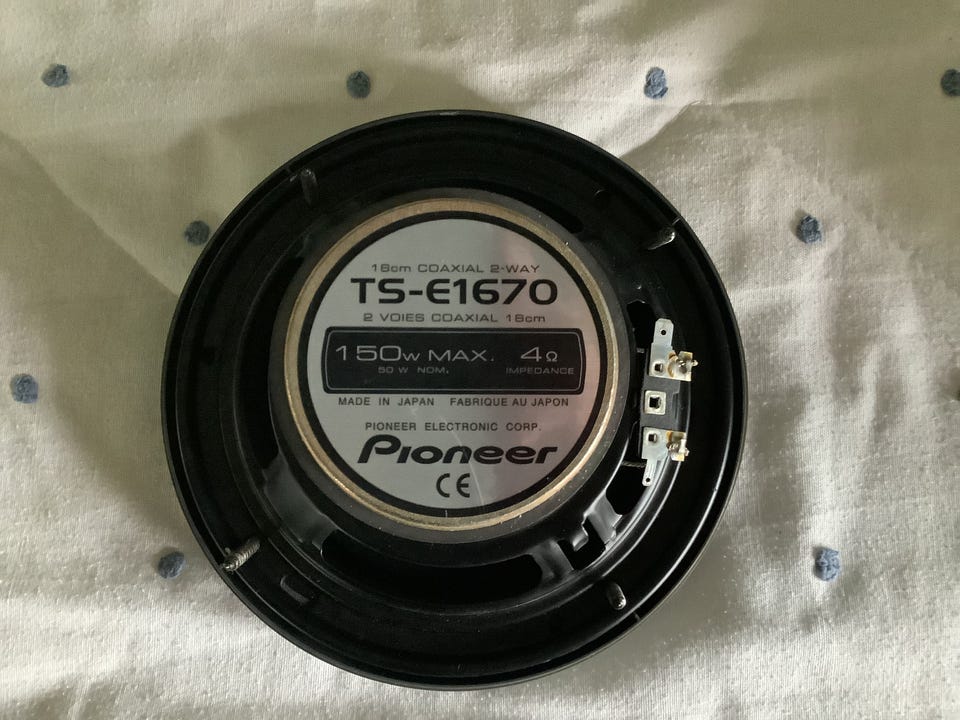 16cm COAXIAL 2-WAY
TS-E1670
2 VOIES COAXIAL 16cm
150W MAX. 4Ω
50 W NOM. IMPEDANCE
MADE IN JAPAN FABRIQUE AU JAPON
PIONEER ELECTRONIC CORP.
Pioneer
CE